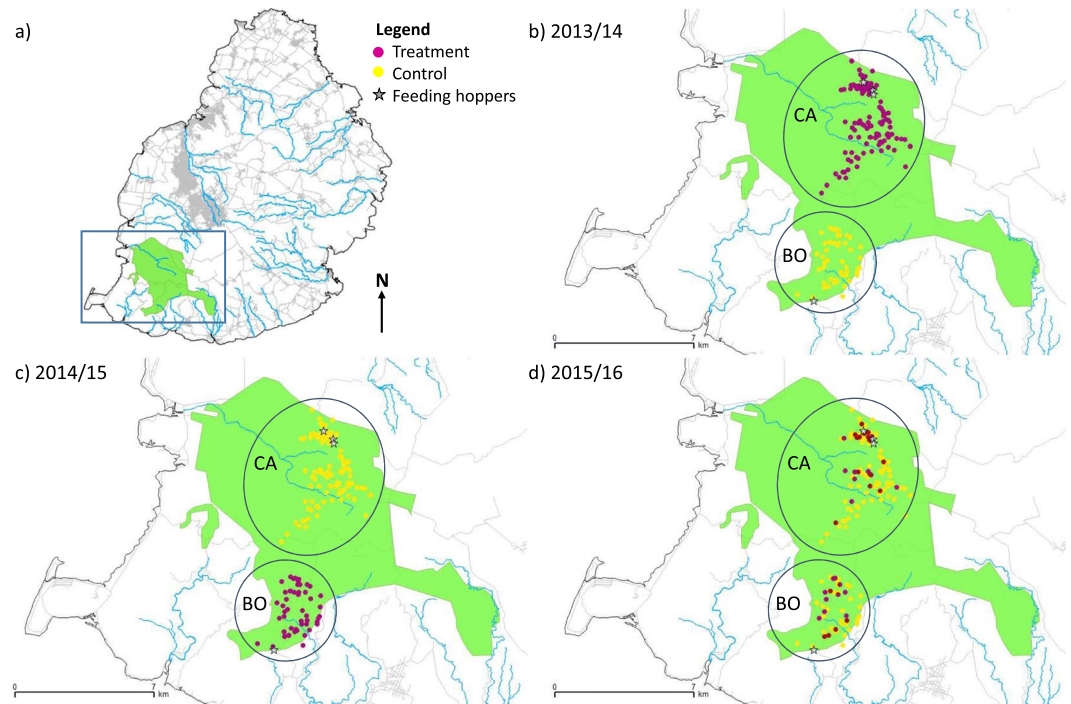 a)
Legend
Treatment
Control
Feeding hoppers
N
b) 2013/14
CA
BO
0 7
km
c) 2014/15
CA
BO
0 7
km
d) 2015/16
CA
BO
0 7
km